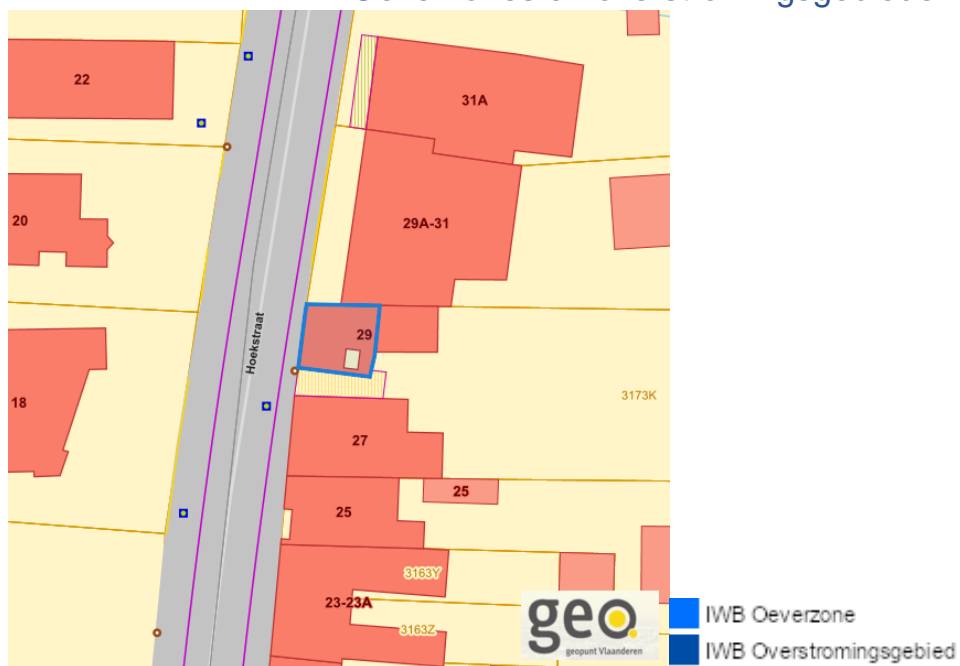 22
31A
20
29A-31
29
Hoekstraat
3173K
18
27
25
25
3163Y
23-23A
3163Z
geo.
geopunt Vlaanderen
IWB Oeverzone
IWB Overstromingsgebied